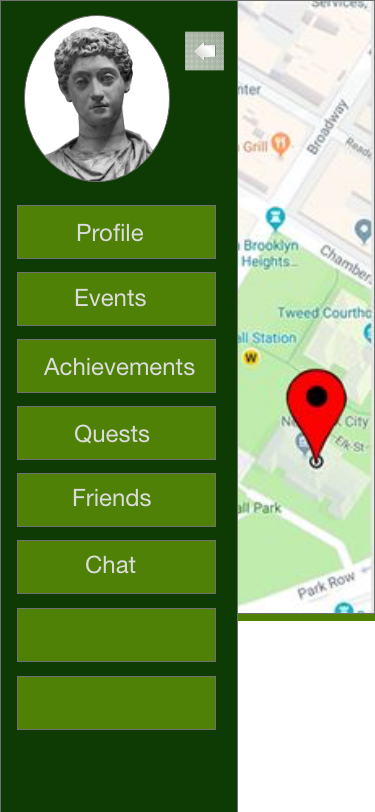 Profile
Events
Achievements
Quests
Friends
Chat
Services,
nter
Grill
Broadway
Brooklyn
Heights...
Chamber
Tweed Courtho
all Station
W
City
Elk St
all Park
Park Row